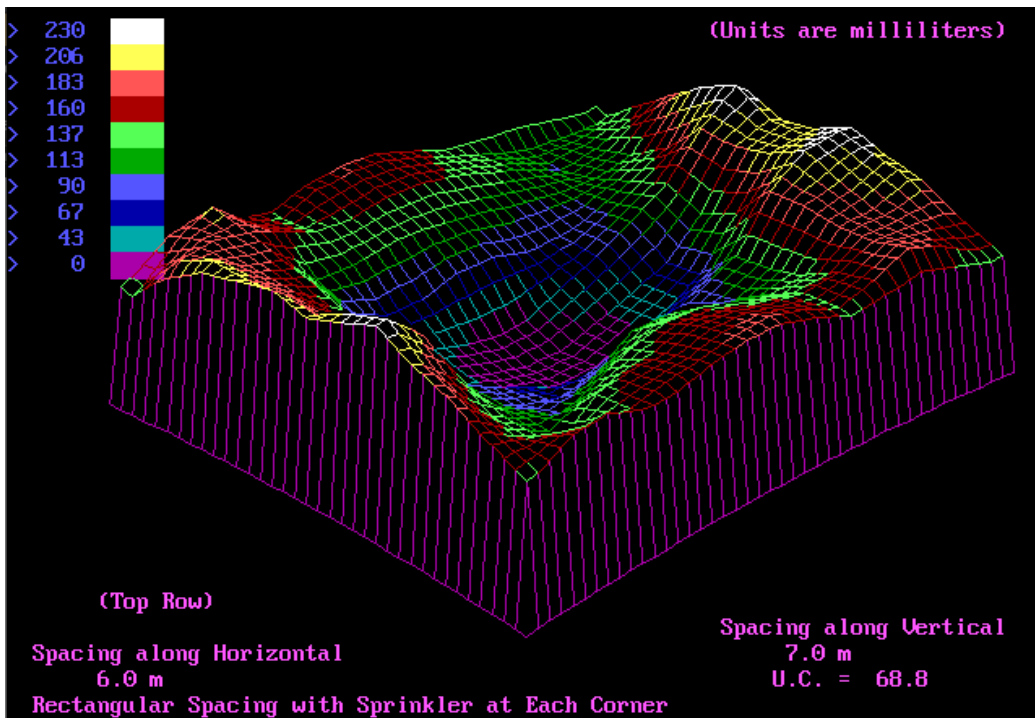 > 230
(Units are milliliters)
> 206
> 183
> 160
> 137
> 113
> 90
> 67
> 43
> 0
(Top Row)
Spacing along Horizontal
6.0 m
Spacing along Vertical
7.0 m
U.C. = 68.8
Rectangular Spacing with Sprinkler at Each Corner